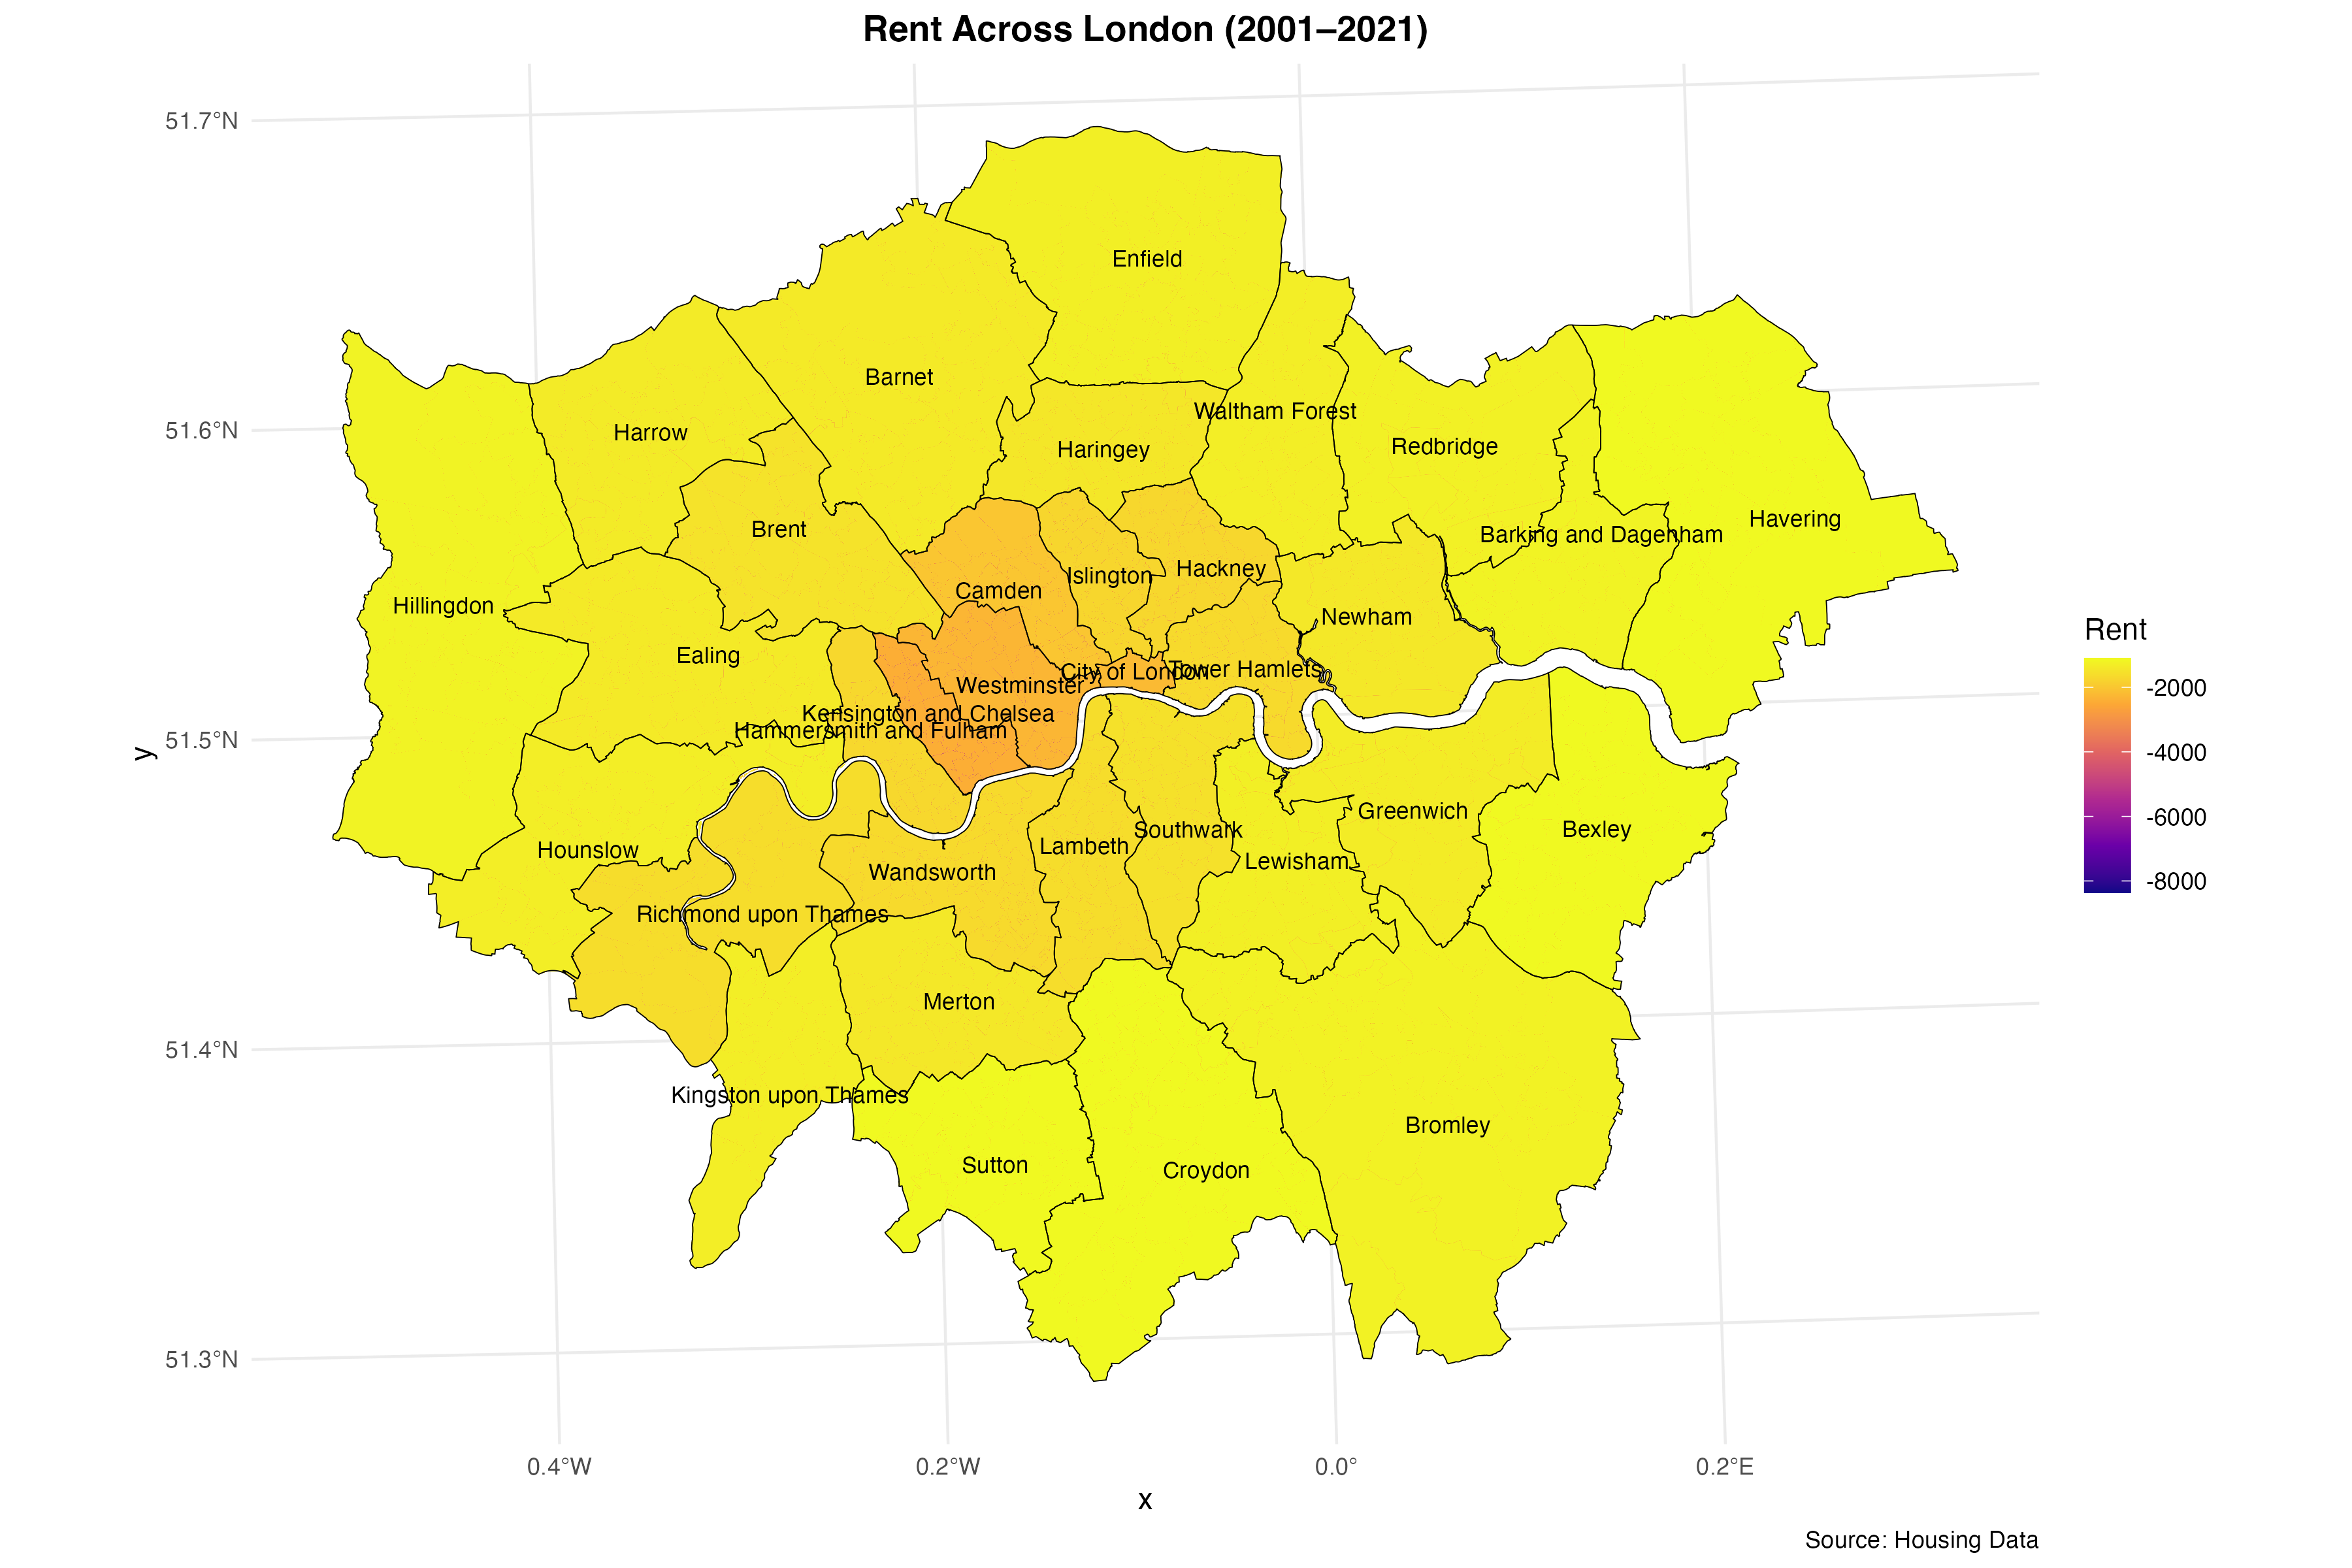 Rent Across London (2001–2021)
51.7°N
51.6°N
51.5°N
51.4°N
51.3°N
y
Enfield
Barnet
Waltham Forest
Harrow
Haringey
Redbridge
Havering
Brent
Barking and Dagenham
Hackney
Islington
Camden
Hillingdon
Newham
Ealing
City of London
Tower Hamlets
Westminster
Kensington and Chelsea
Hammersmith and Fulham
Greenwich
Bexley
Southwark
Lambeth
Hounslow
Lewisham
Wandsworth
Richmond upon Thames
Merton
Kingston upon Thames
Bromley
Sutton
Croydon
Rent
-2000
-4000
-6000
-8000
0.4°W
0.2°W
0.0°
0.2°E
x
Source: Housing Data